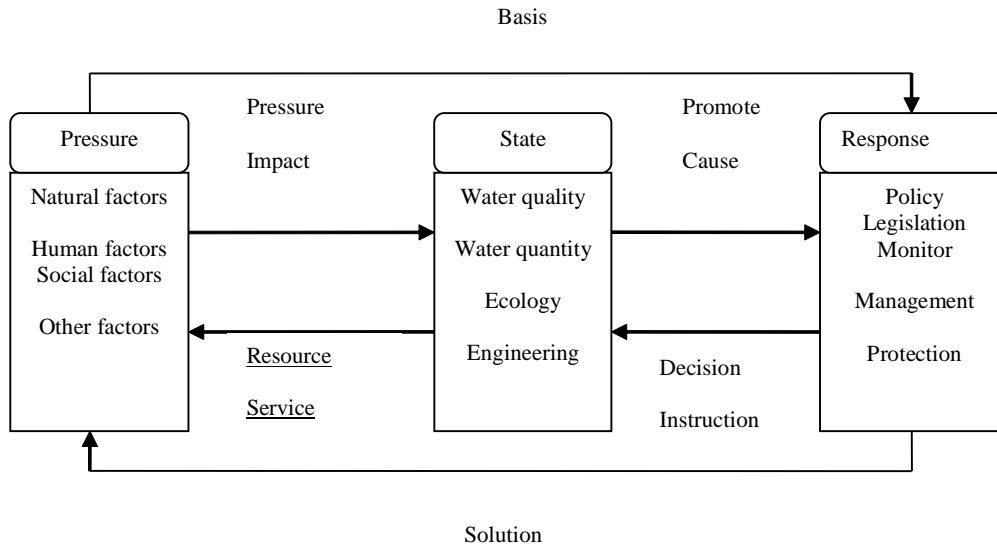 Basis
Pressure
Impact
Promote
Cause
Pressure
Natural factors
Human factors
Social factors
Other factors
State
Water quality
Water quantity
Ecology
Engineering
Response
Policy
Legislation
Monitor
Management
Protection
Resource
Service
Decision
Instruction
Solution